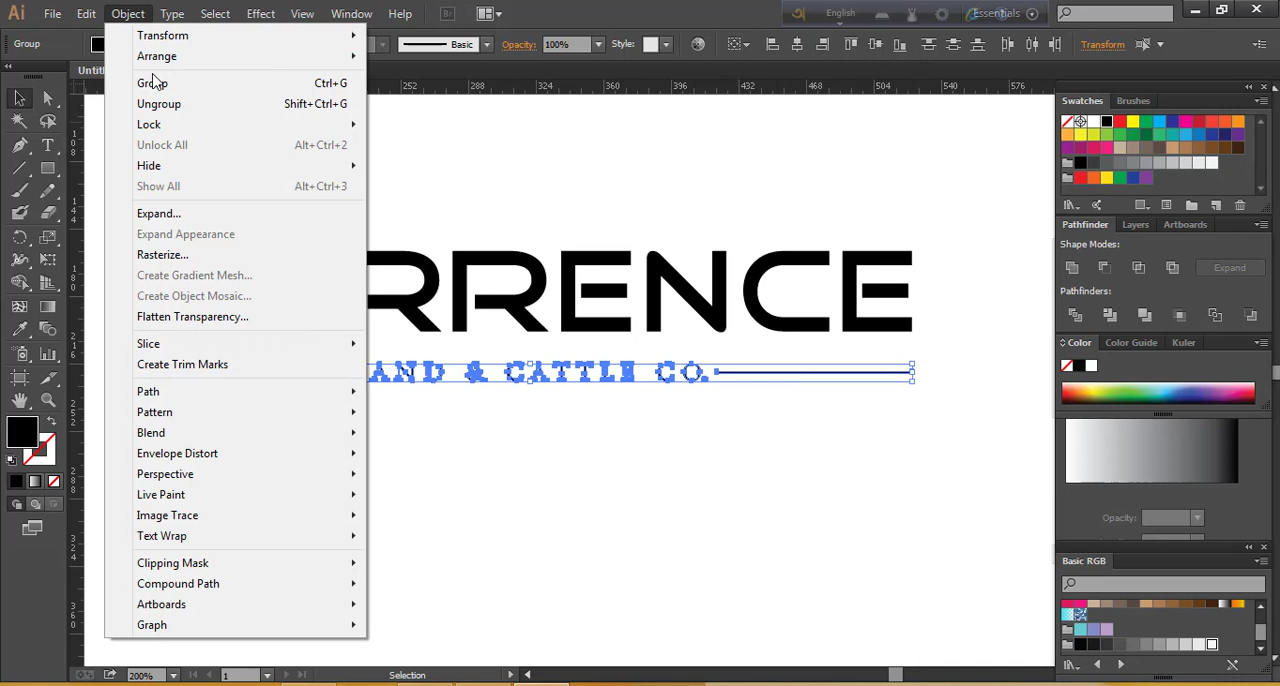 Ai File Edit Object Type Select Effect View Window Help Br English Essentials
Group Basic Opacity: 100% Style: Transform
Transform
Arrange
Group Ctrl+G
Ungroup Shift+Ctrl+G
Lock
Unlock All Alt+Ctrl+2
Hide
Show All Alt+Ctrl+3
Expand...
Expand Appearance
Rasterize...
Create Gradient Mesh...
Create Object Mosaic...
Flatten Transparency...
Slice
Create Trim Marks
Path
Pattern
Blend
Envelope Distort
Perspective
Live Paint
Image Trace
Text Wrap
Clipping Mask
Compound Path
Artboards
Graph
252 288 324 360 396 432 468 504 540
RRENCE
AND & CATTLE CO.
Swatches Brushes
Pathfinder Layers Artboards
Shape Modes:
Expand
Pathfinders:
Color Color Guide Kuler
Opacity:
Basic RGB
200% 1 Selection